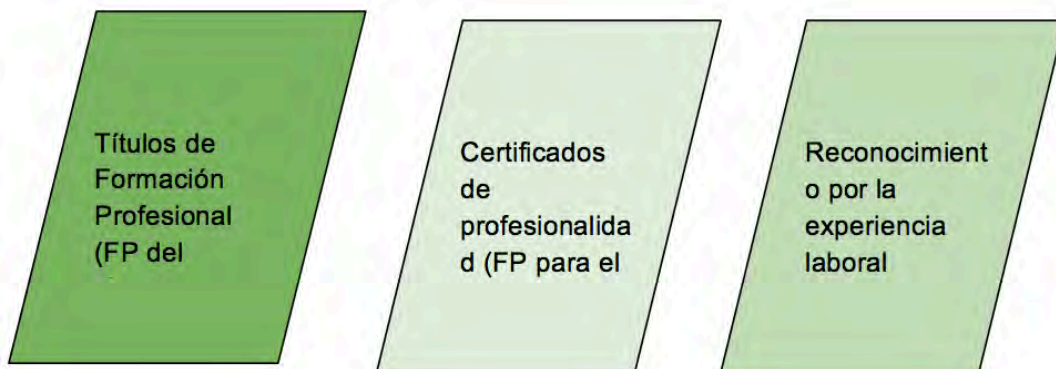 Títulos de
Formación
Profesional
(FP del
Certificados
de
profesionalida
d (FP para el
Reconocimient
o por la
experiencia
laboral